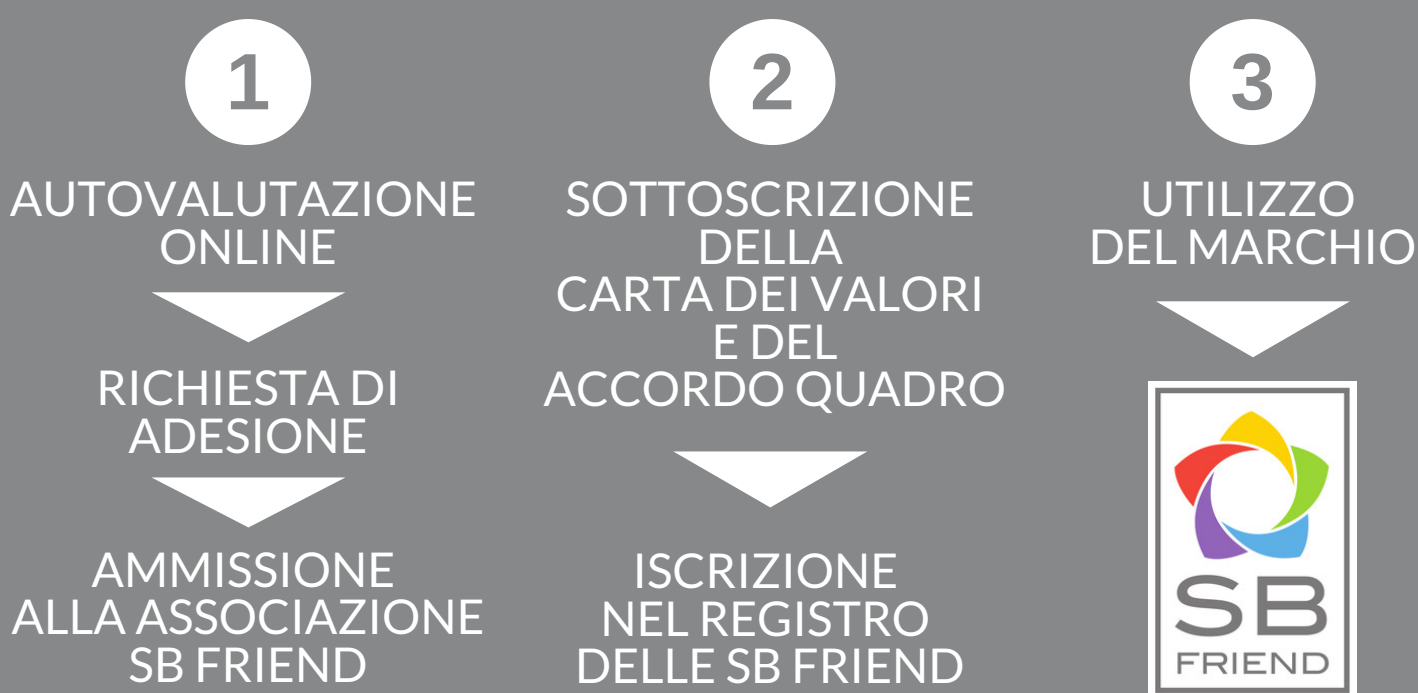 1
AUTOVALUTAZIONE
ONLINE
RICHIESTA DI
ADESIONE
AMMISSIONE
ALLA ASSOCIAZIONE
SB FRIEND
2
SOTTOSCRIZIONE
DELLA
CARTA DEI VALORI
E DEL
ACCORDO QUADRO
ISCRIZIONE
NEL REGISTRO
DELLE SB FRIEND
3
UTILIZZO
DEL MARCHIO
SB
FRIEND